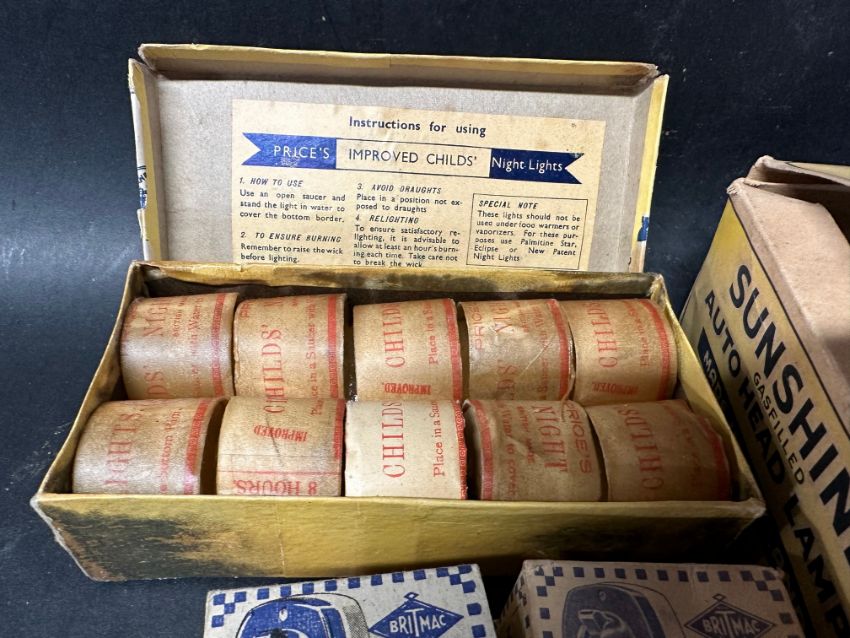 Instructions for using
PRICE'S IMPROVED CHILDS' Night Lights
1. HOW TO USE
Use an open saucer and
stand the light in water to
cover the bottom border.
2. TO ENSURE BURNING
Remember to raise the wick
before lighting.
3. AVOID DRAUGHTS
Place in a position not ex-
posed to draughts
4. RELIGHTING
To ensure satisfactory re-
lighting, it is advisable to
allow at least an hour's burn-
ing each time. Take care not
to break the wick
SPECIAL NOTE
These lights should not be
used under food warmers or
vaporizers. For these pur-
poses use Palmitine Star,
Eclipse or New Patent
Night Lights
CHILDS'
Place in a Saucer with
CHILDS'
IMPROVED.
Place in a
CHILDS'
IMPROVED
8 HOURS.
CHILDS'
Place in a Sau
NIGHT
PRICE'S
CHILDS'
SUNSHINE
GASFILLED
AUTO HEAD LAMP
BRITMAC
BRITMAC